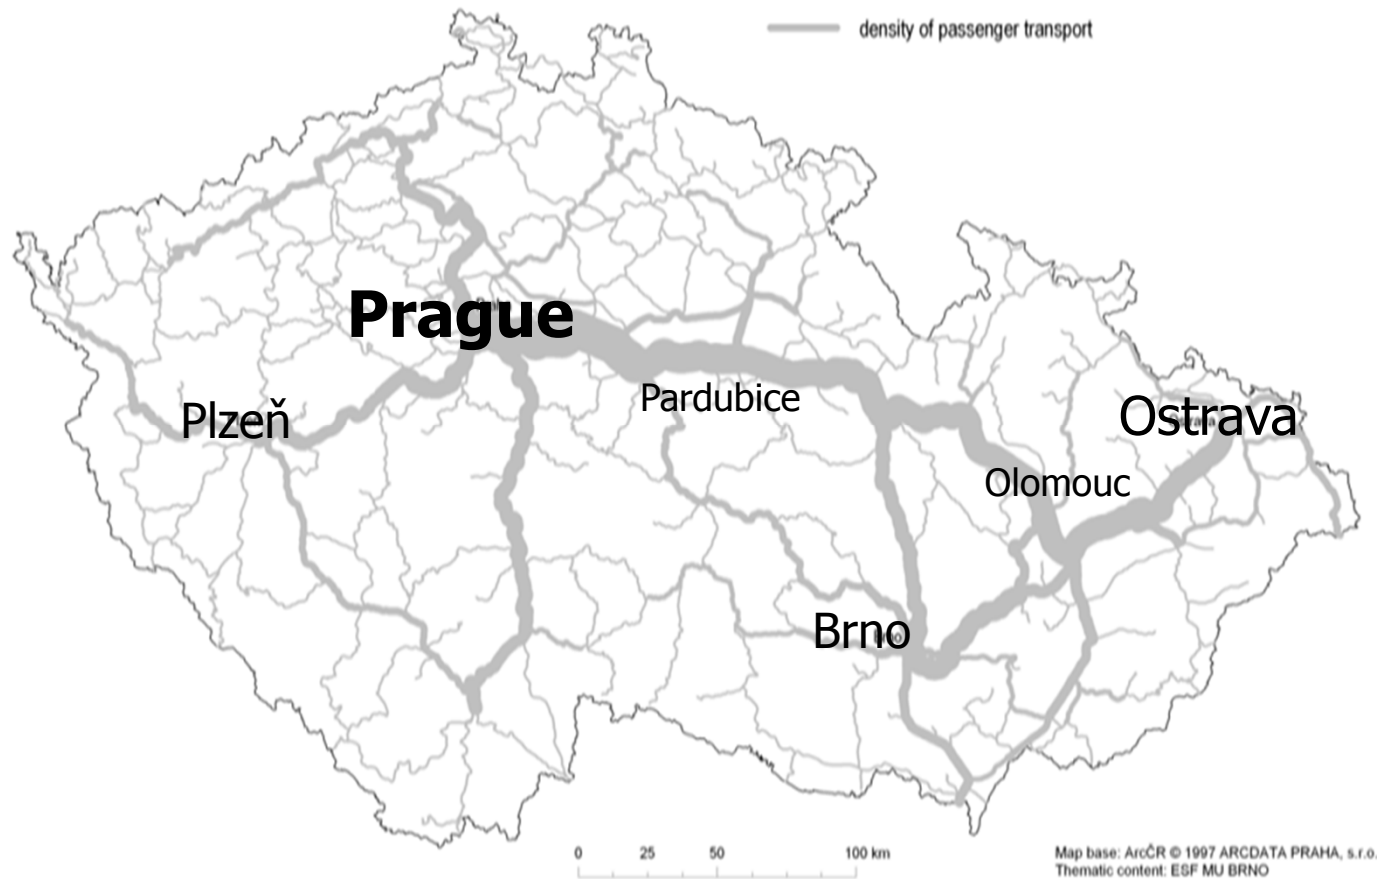 density of passenger transport
Prague
Pardubice
Plzeň
Ostrava
Olomouc
Brno
0 25 50 100 km
Map base: ArcČR © 1997 ARCDATA PRAHA, s.r.o.
Thematic content: ESF MU BRNO